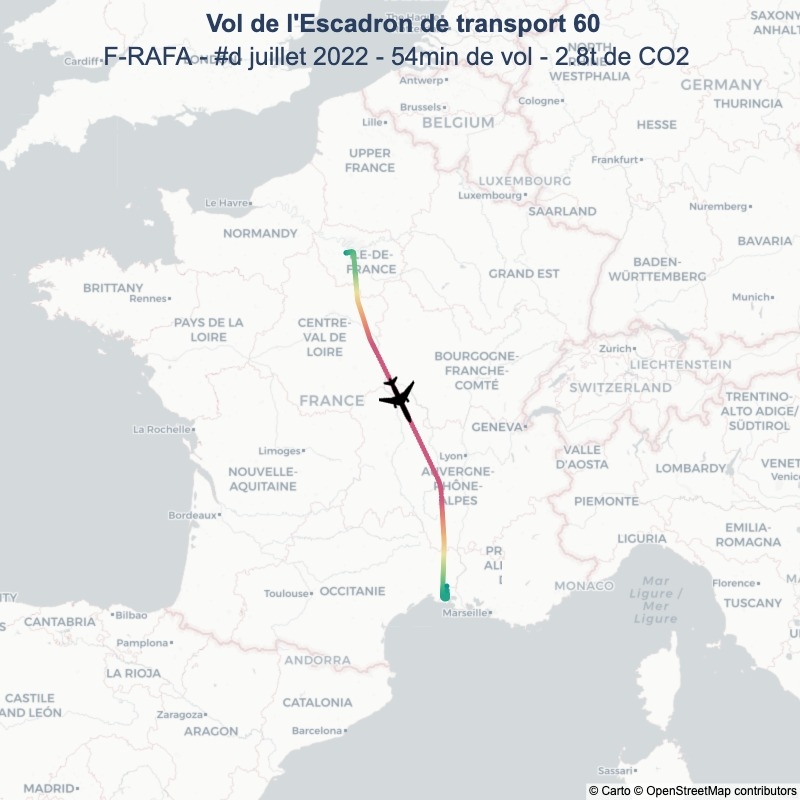 Vol de l'Escadron de transport 60
F-RAFA - #d juillet 2022 - 54min de vol - 2.8t de CO2
Cardiff
LONDON
The Hague
NORTH
RHINE-
WESTPHALIA
SAXONY
ANHALT
Antwerp
Brussels
Cologne
GERMANY
THURINGIA
Lille
BELGIUM
HESSE
UPPER
FRANCE
Frankfurt
LUXEMBOURG
Luxembourg
Le Havre
SAARLAND
Nuremberg
NORMANDY
ÎLE-DE-
FRANCE
GRAND EST
BADEN-
WÜRTTEMBERG
BAVARIA
BRITTANY
Rennes
Munich
PAYS DE LA
LOIRE
CENTRE-
VAL DE
LOIRE
BOURGOGNE-
FRANCHE-
COMTÉ
Zurich
LIECHTENSTEIN
SWITZERLAND
FRANCE
TRENTINO-
ALTO ADIGE/
SÜDTIROL
La Rochelle
GENEVA
Limoges
Lyon
VALLE
D'AOSTA
NOUVELLE-
AQUITAINE
AUVERGNE-
RHÔNE-
ALPES
LOMBARDY
VENET
Venice
PIEMONTE
Bordeaux
EMILIA-
ROMAGNA
LIGURIA
PR
AL
Toulouse
OCCITANIE
MONACO
Mar
Ligure /
Mer
Ligure
Florence
TUSCANY
Marseille
CANTABRIA
Bilbao
Pamplona
ANDORRA
LA RIOJA
CASTILE
AND LEÓN
CATALONIA
Zaragoza
ARAGON
Barcelona
Sassari
MADRID
© Carto © OpenStreetMap contributors